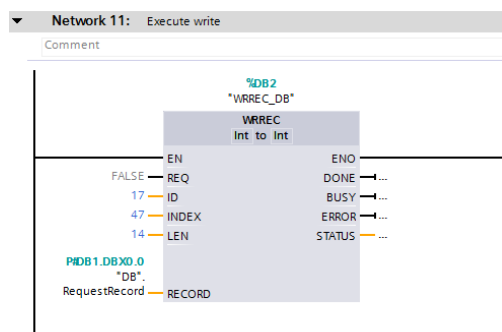 Network 11: Execute write
Comment
%DB2
"WRREC_DB"
WRREC
Int to Int
EN ENO
FALSE REQ DONE ...
17 ID BUSY ...
47 INDEX ERROR ...
14 LEN STATUS ...
P#DB1.DBX0.0
"DB".
RequestRecord RECORD